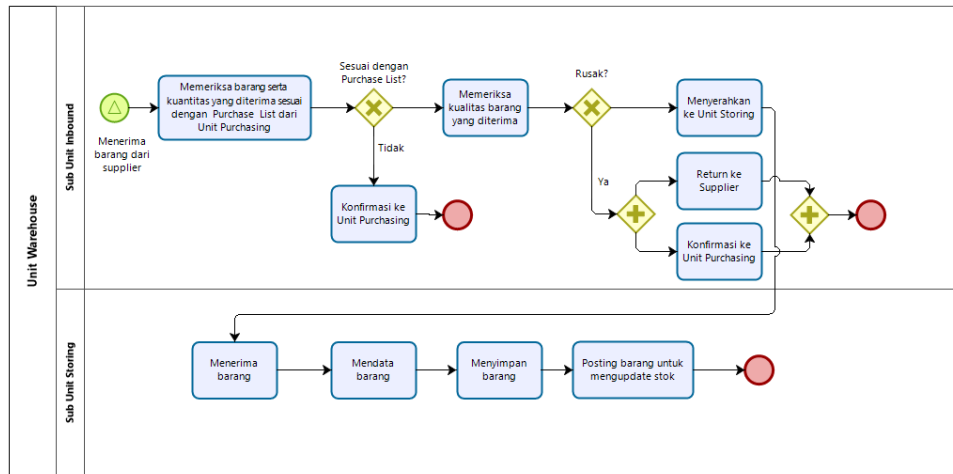 Unit Warehouse
Sub Unit Inbound
Menerima
barang dari
supplier
Memeriksa barang serta
kuantitas yang diterima sesuai
dengan Purchase List dari
Unit Purchasing
Sesuai dengan
Purchase List?
Tidak
Konfirmasi ke
Unit Purchasing
Memeriksa
kualitas barang
yang diterima
Rusak?
Ya
Menyerahkan
ke Unit Storing
Return ke
Supplier
Konfirmasi ke
Unit Purchasing
Sub Unit Storing
Menerima
barang
Mendata
barang
Menyimpan
barang
Posting barang untuk
mengupdate stok